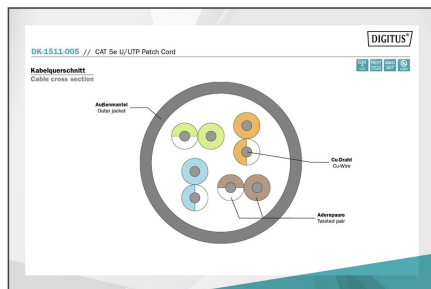 DIGITUS®
DK-1511-005 // CAT 5e U/UTP Patch Cord
Kabelquerschnitt
Cable cross section
Außenmantel
Outer jacket
Cu-Draht
Cu-Wire
Adernpaare
Twisted pair